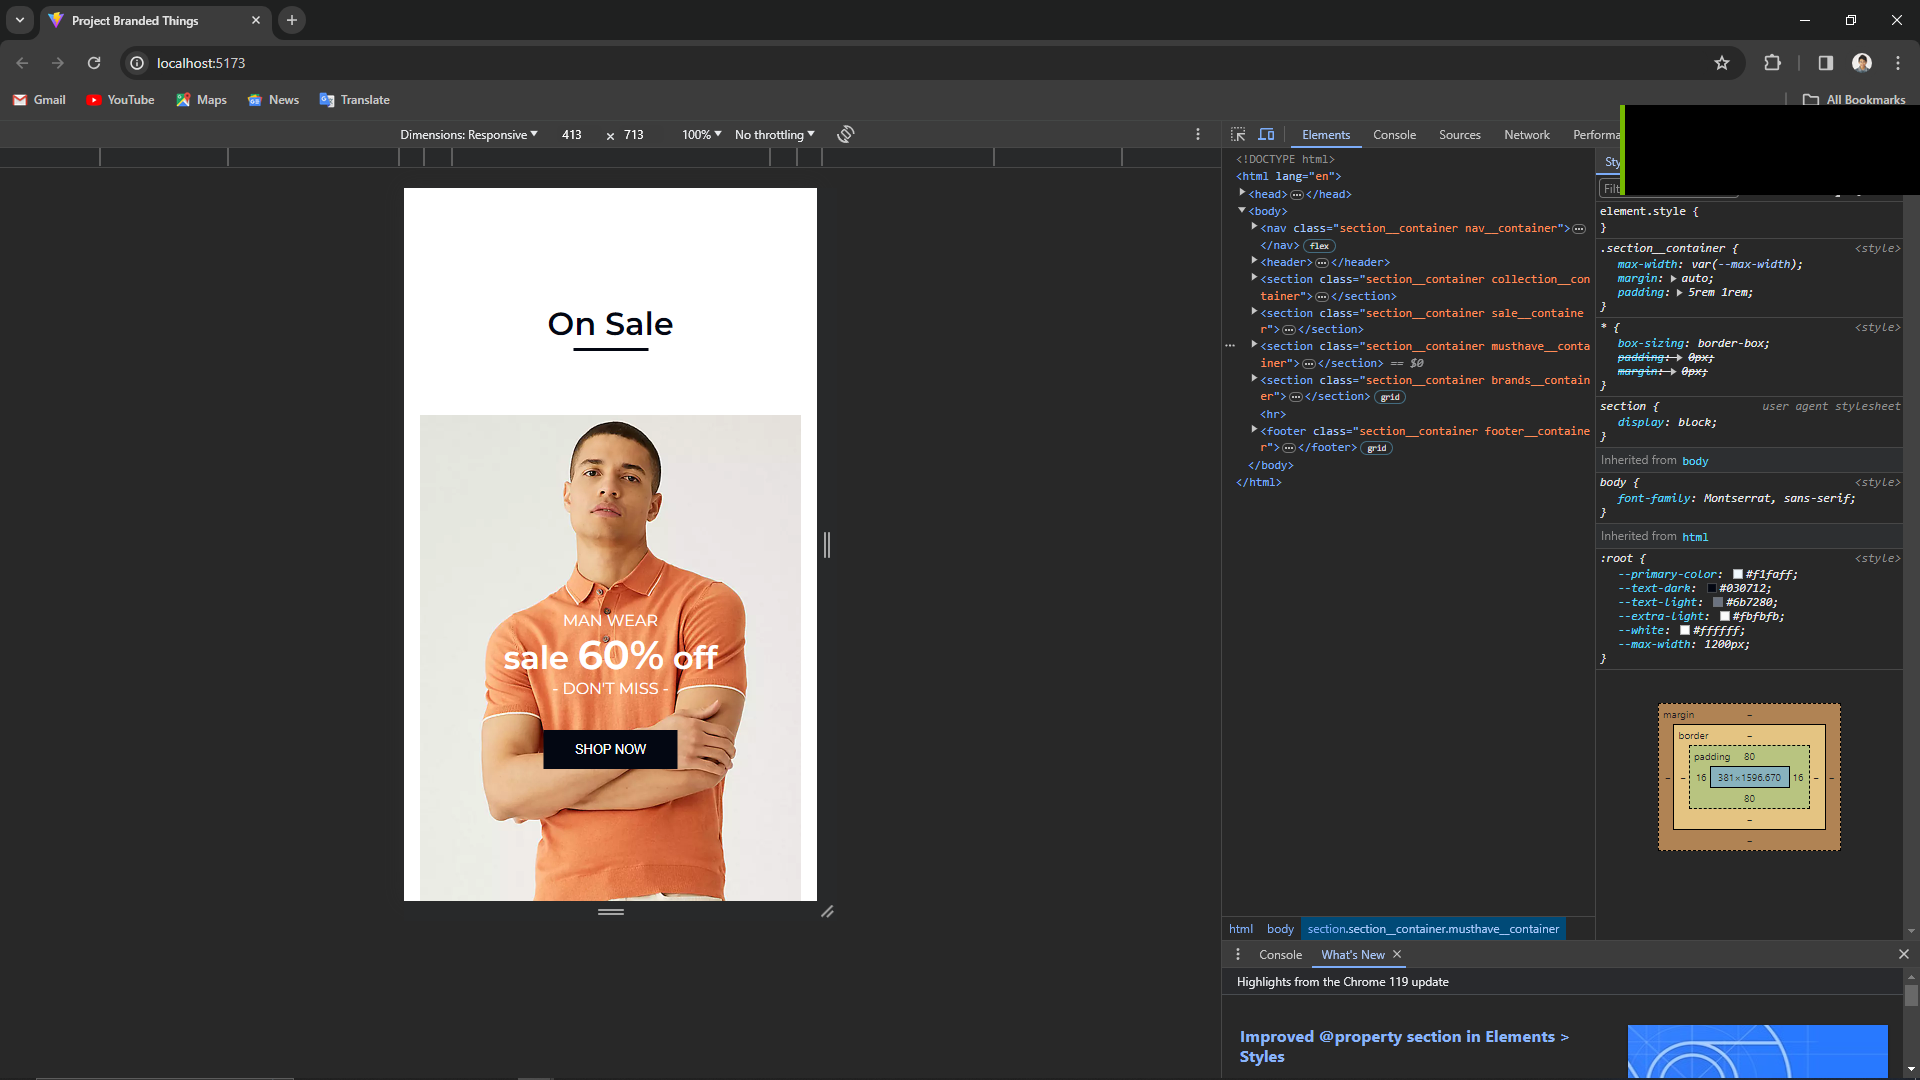 Project Branded Things
localhost:5173
Gmail
YouTube
Maps
News
Translate
All Bookmarks
Dimensions: Responsive
413 × 713
100%
No throttling
On Sale
MAN WEAR
sale 60% off
- DON'T MISS -
SHOP NOW
Elements
Console
Sources
Network
Performa
<!DOCTYPE html>
<html lang="en">
<head>…</head>
<body>
<nav class="section__container nav__container">…
</nav> flex
<header>…</header>
<section class="section__container collection__con
tainer">…</section>
<section class="section__container sale__containe
r">…</section>
<section class="section__container musthave__conta
iner">…</section> == $0
<section class="section__container brands__contain
er">…</section> grid
<hr>
<footer class="section__container footer__containe
r">…</footer> grid
</body>
</html>
html
body
section.section__container.musthave__container
Sty
Filt
element.style {
}
.section__container { <style>
max-width: var(--max-width);
margin: auto;
padding: 5rem 1rem;
}
* { <style>
box-sizing: border-box;
padding: 0px;
margin: 0px;
}
section { user agent stylesheet
display: block;
}
Inherited from body
body { <style>
font-family: Montserrat, sans-serif;
}
Inherited from html
:root { <style>
--primary-color: #f1faff;
--text-dark: #030712;
--text-light: #6b7280;
--extra-light: #fbfbfb;
--white: #ffffff;
--max-width: 1200px;
}
margin –
border –
padding 80
– – 16 381×1596.670 16 – –
80
–
–
Console
What's New
Highlights from the Chrome 119 update
Improved @property section in Elements >
Styles